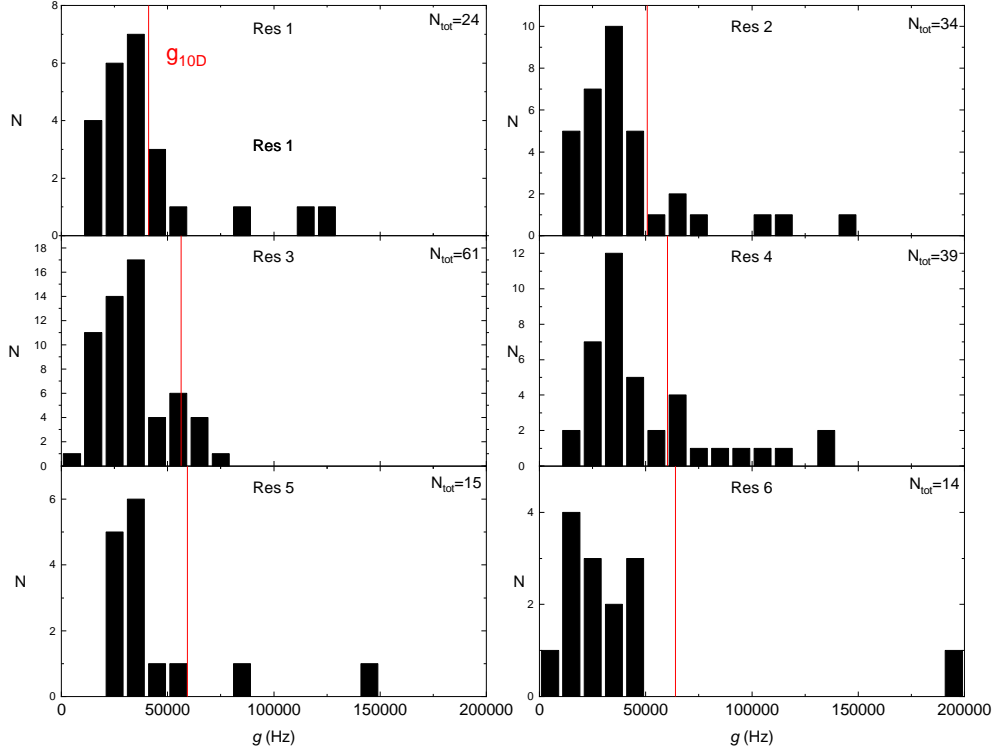 8
6
4
2
0
N
Res 1
N_tot=24
g_10D
Res 1
10
8
6
4
2
0
N
Res 2
N_tot=34
18
16
14
12
10
8
6
4
2
0
N
Res 3
N_tot=61
12
10
8
6
4
2
0
N
Res 4
N_tot=39
6
4
2
0
N
Res 5
N_tot=15
0 50000 100000 150000 200000
g (Hz)
4
2
0
N
Res 6
N_tot=14
0 50000 100000 150000 200000
g (Hz)